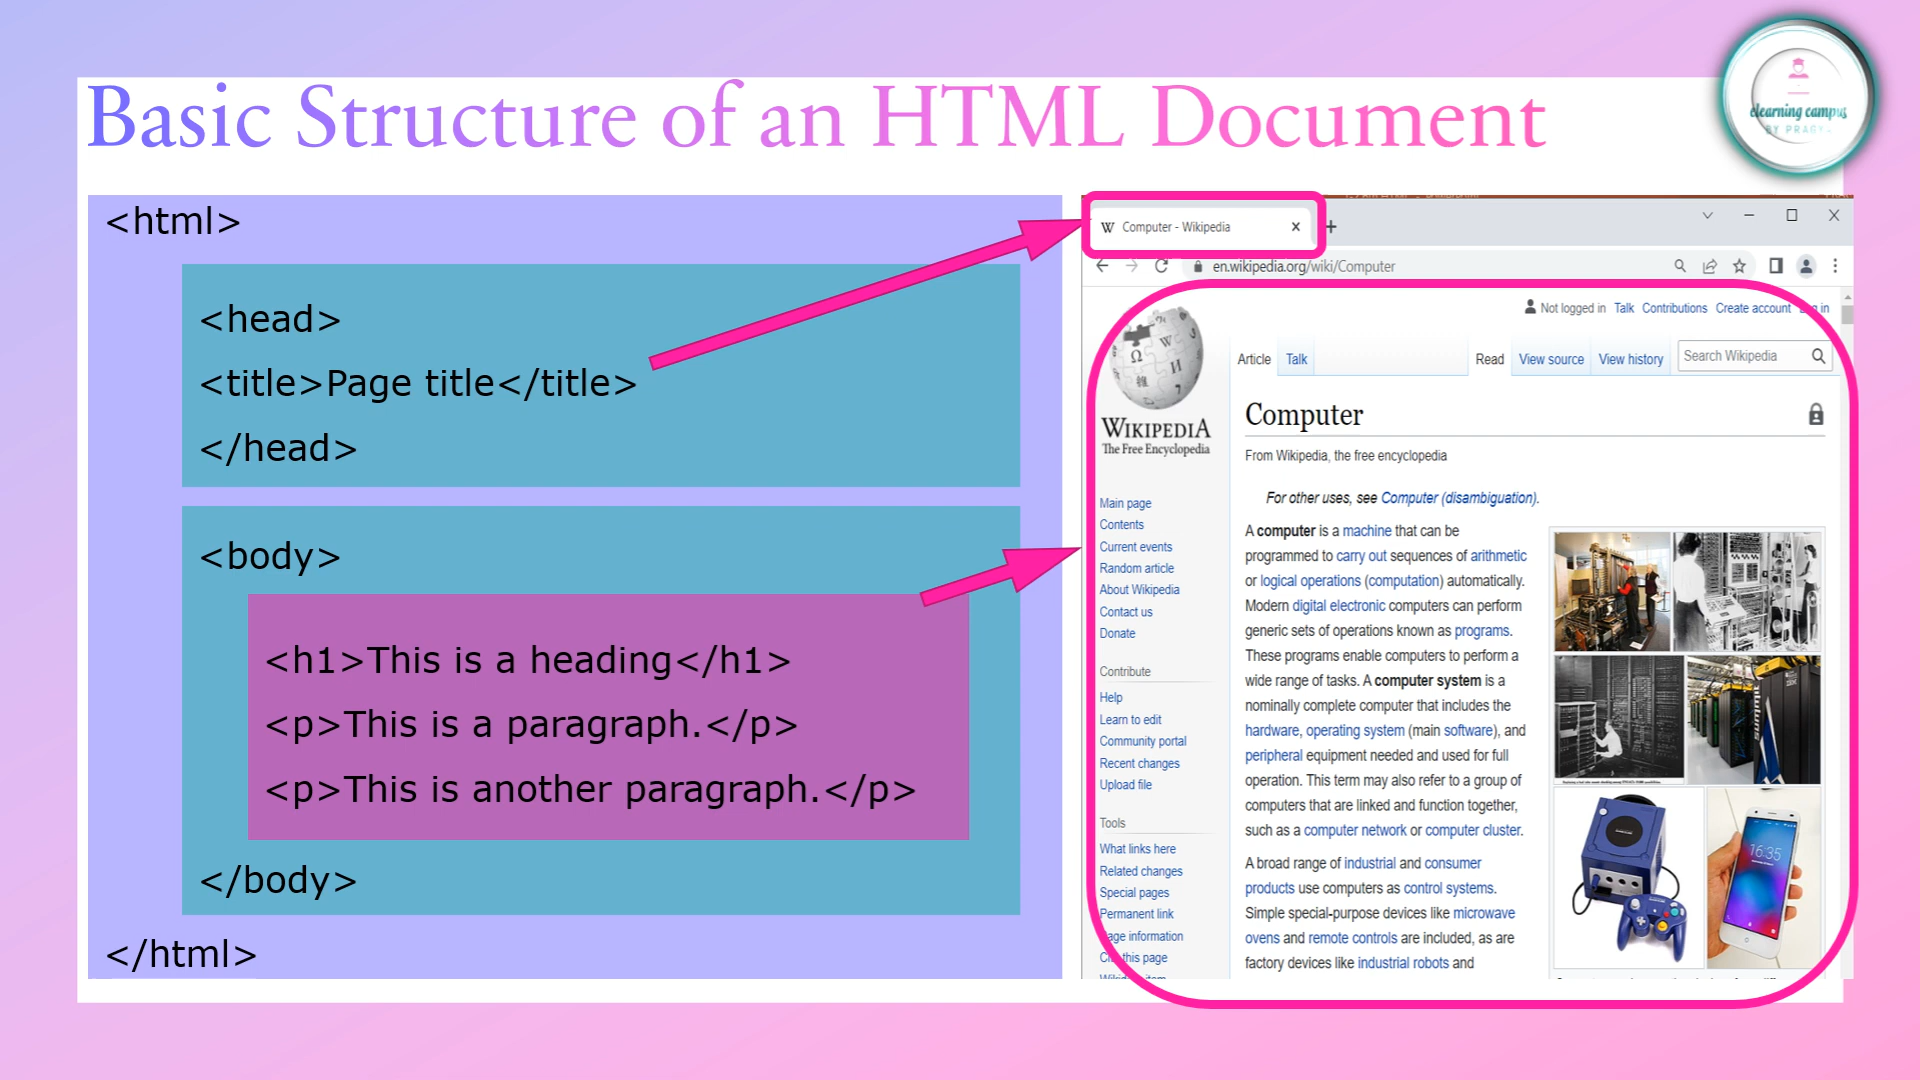 Basic Structure of an HTML Document
elearning campus
<html>
<head>
<title>Page title</title>
</head>
<body>
<h1>This is a heading</h1>
<p>This is a paragraph.</p>
<p>This is another paragraph.</p>
</body>
</html>
W Computer - Wikipedia
en.wikipedia.org/wiki/Computer
Not logged in Talk Contributions Create account
Article Talk
Read View source View history Search Wikipedia
WIKIPEDIA
The Free Encyclopedia
Main page
Contents
Current events
Random article
About Wikipedia
Contact us
Donate
Contribute
Help
Learn to edit
Community portal
Recent changes
Upload file
Tools
What links here
Related changes
Special pages
Permanent link
Page information
Cite this page
Computer
From Wikipedia, the free encyclopedia
For other uses, see Computer (disambiguation).
A computer is a machine that can be
programmed to carry out sequences of arithmetic
or logical operations (computation) automatically.
Modern digital electronic computers can perform
generic sets of operations known as programs.
These programs enable computers to perform a
wide range of tasks. A computer system is a
nominally complete computer that includes the
hardware, operating system (main software), and
peripheral equipment needed and used for full
operation. This term may also refer to a group of
computers that are linked and function together,
such as a computer network or computer cluster.
A broad range of industrial and consumer
products use computers as control systems.
Simple special-purpose devices like microwave
ovens and remote controls are included, as are
factory devices like industrial robots and
16:35